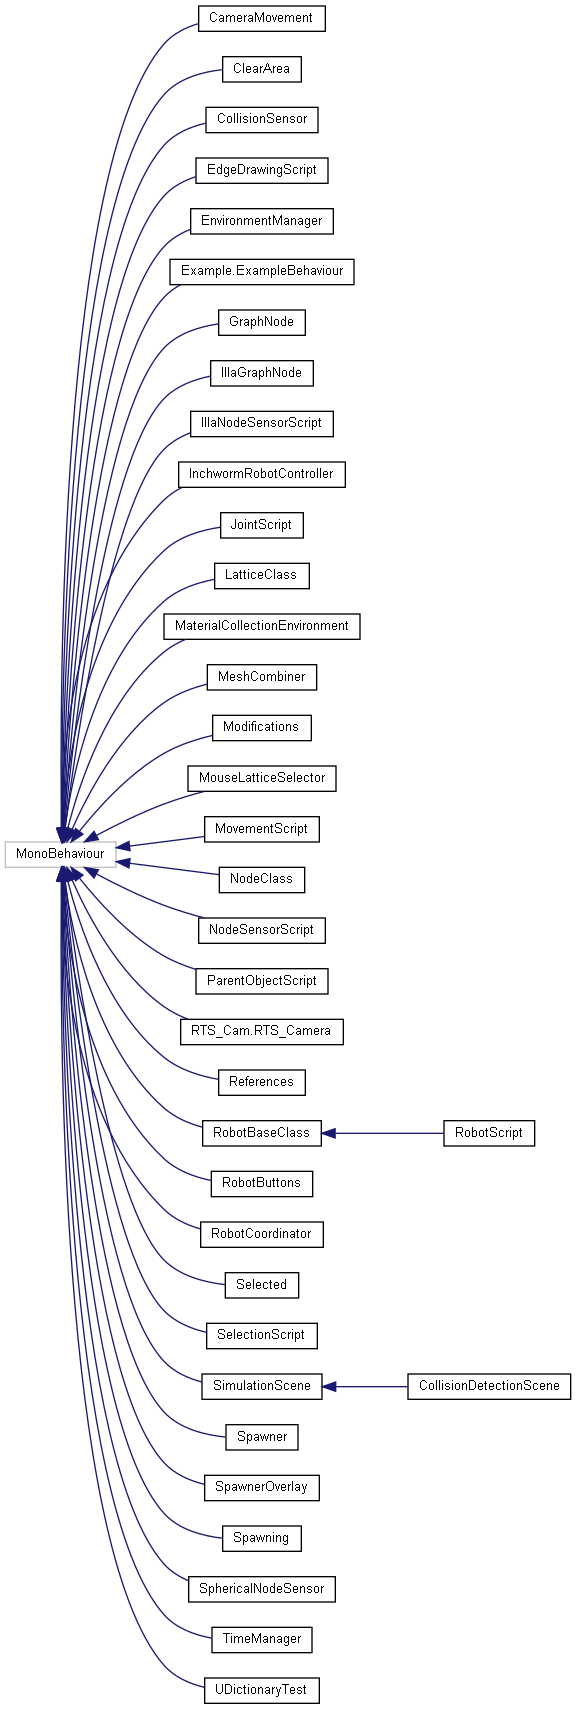 CameraMovement
ClearArea
CollisionSensor
EdgeDrawingScript
EnvironmentManager
Example.ExampleBehaviour
GraphNode
IllaGraphNode
IllaNodeSensorScript
InchwormRobotController
JointScript
LatticeClass
MaterialCollectionEnvironment
MeshCombiner
Modifications
MouseLatticeSelector
MovementScript
MonoBehaviour
NodeClass
NodeSensorScript
ParentObjectScript
RTS_Cam.RTS_Camera
References
RobotBaseClass
RobotScript
RobotButtons
RobotCoordinator
Selected
SelectionScript
SimulationScene
CollisionDetectionScene
Spawner
SpawnerOverlay
Spawning
SphericalNodeSensor
TimeManager
UDictionaryTest